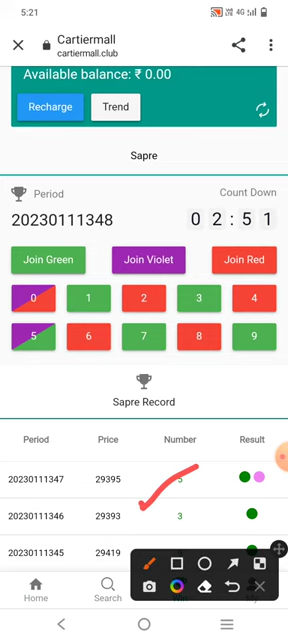 5:21
4G
Cartiermall
cartiermall.club
Available balance: ₹ 0.00
Recharge
Trend
Sapre
Period
Count Down
20230111348
0 2 : 5 1
Join Green
Join Violet
Join Red
0 1 2 3 4
5 6 7 8 9
Sapre Record
Period Price Number Result
20230111347 29395 5
20230111346 29393 3
20230111345 29419
Home
Search
My